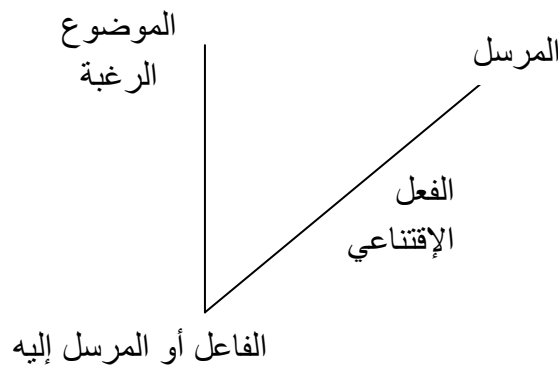 الموضوع
الرغبة
المرسل
الفعل
الإقتناعي
الفاعل أو المرسل إليه